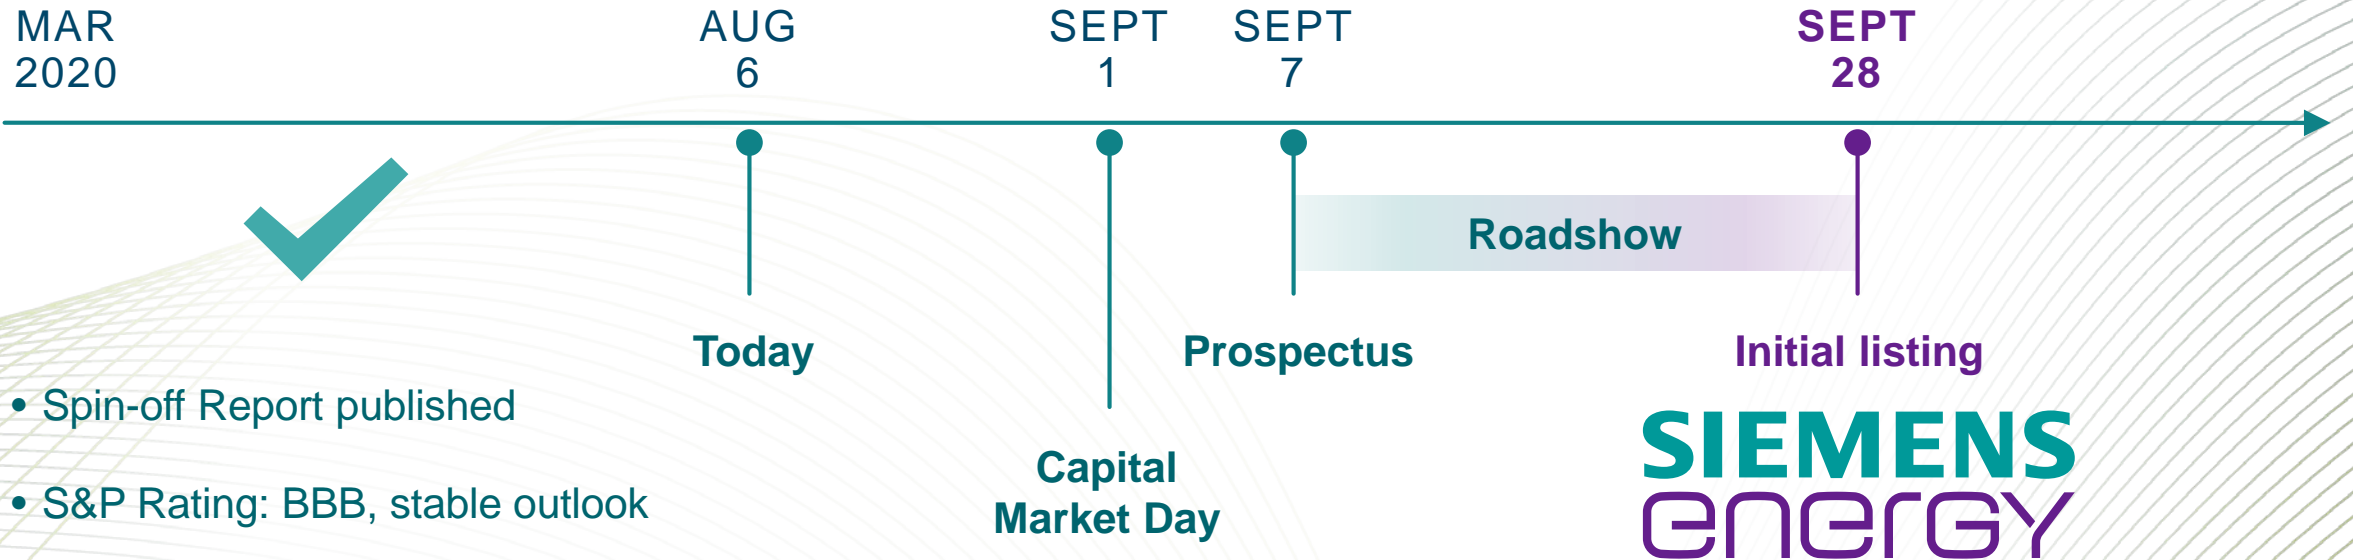 MAR
2020
AUG
6
SEPT
1
SEPT
7
SEPT
28
Roadshow
Today
Prospectus
Initial listing
• Spin-off Report published
• S&P Rating: BBB, stable outlook
Capital
Market Day
SIEMENS
energy